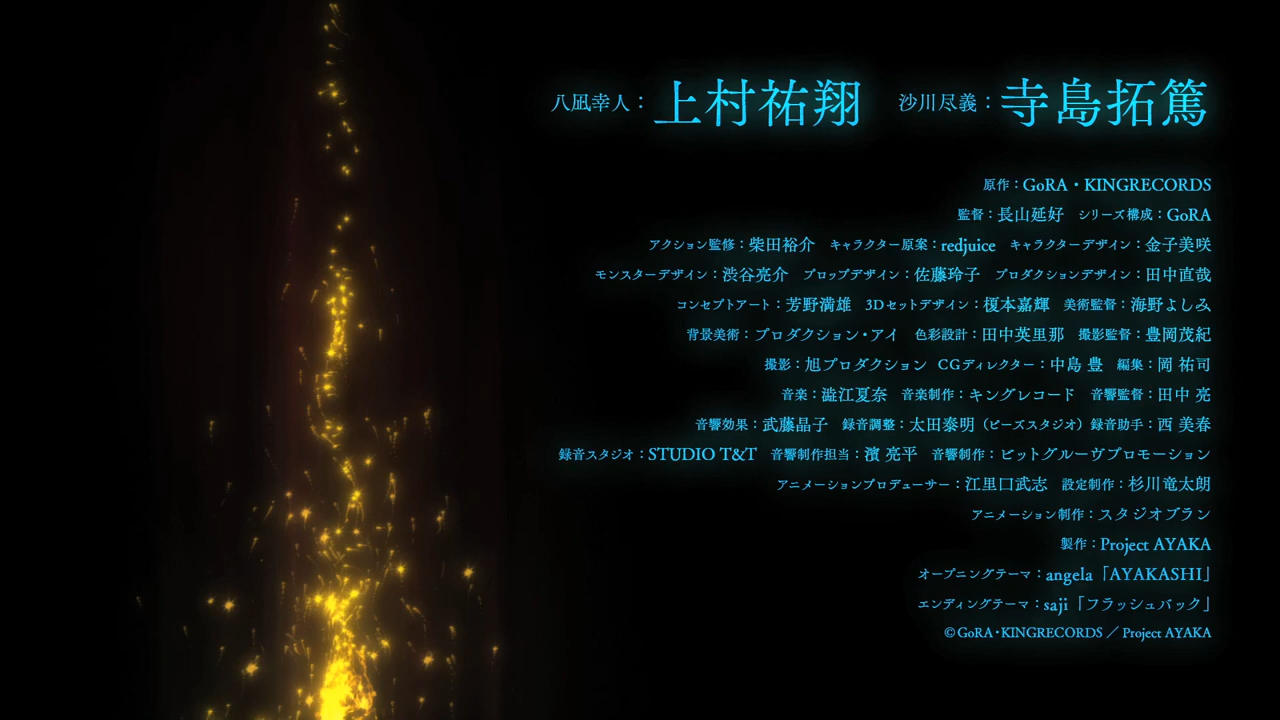 八凪幸人：上村祐翔　沙川尽義：寺島拓篤
原作：GoRA・KINGRECORDS
監督：長山延好　シリーズ構成：GoRA
アクション監修：柴田裕介　キャラクター原案：redjuice　キャラクターデザイン：金子美咲
モンスターデザイン：渋谷亮介　プロップデザイン：佐藤玲子　プロダクションデザイン：田中直哉
コンセプトアート：芳野満雄　3Dセットデザイン：榎本嘉輝　美術監督：海野よしみ
背景美術：プロダクション・アイ　色彩設計：田中英里那　撮影監督：豊岡茂紀
撮影：旭プロダクション　CGディレクター：中島 豊　編集：岡 祐司
音楽：澁江夏奈　音楽制作：キングレコード　音響監督：田中 亮
音響効果：武藤晶子　録音調整：太田泰明（ビーズスタジオ）録音助手：西 美春
録音スタジオ：STUDIO T&T　音響制作担当：濱 亮平　音響制作：ビットグルーヴプロモーション
アニメーションプロデューサー：江里口武志　設定制作：杉川竜太朗
アニメーション制作：スタジオブラン
製作：Project AYAKA
オープニングテーマ：angela「AYAKASHI」
エンディングテーマ：saji「フラッシュバック」
©GoRA・KINGRECORDS ／ Project AYAKA